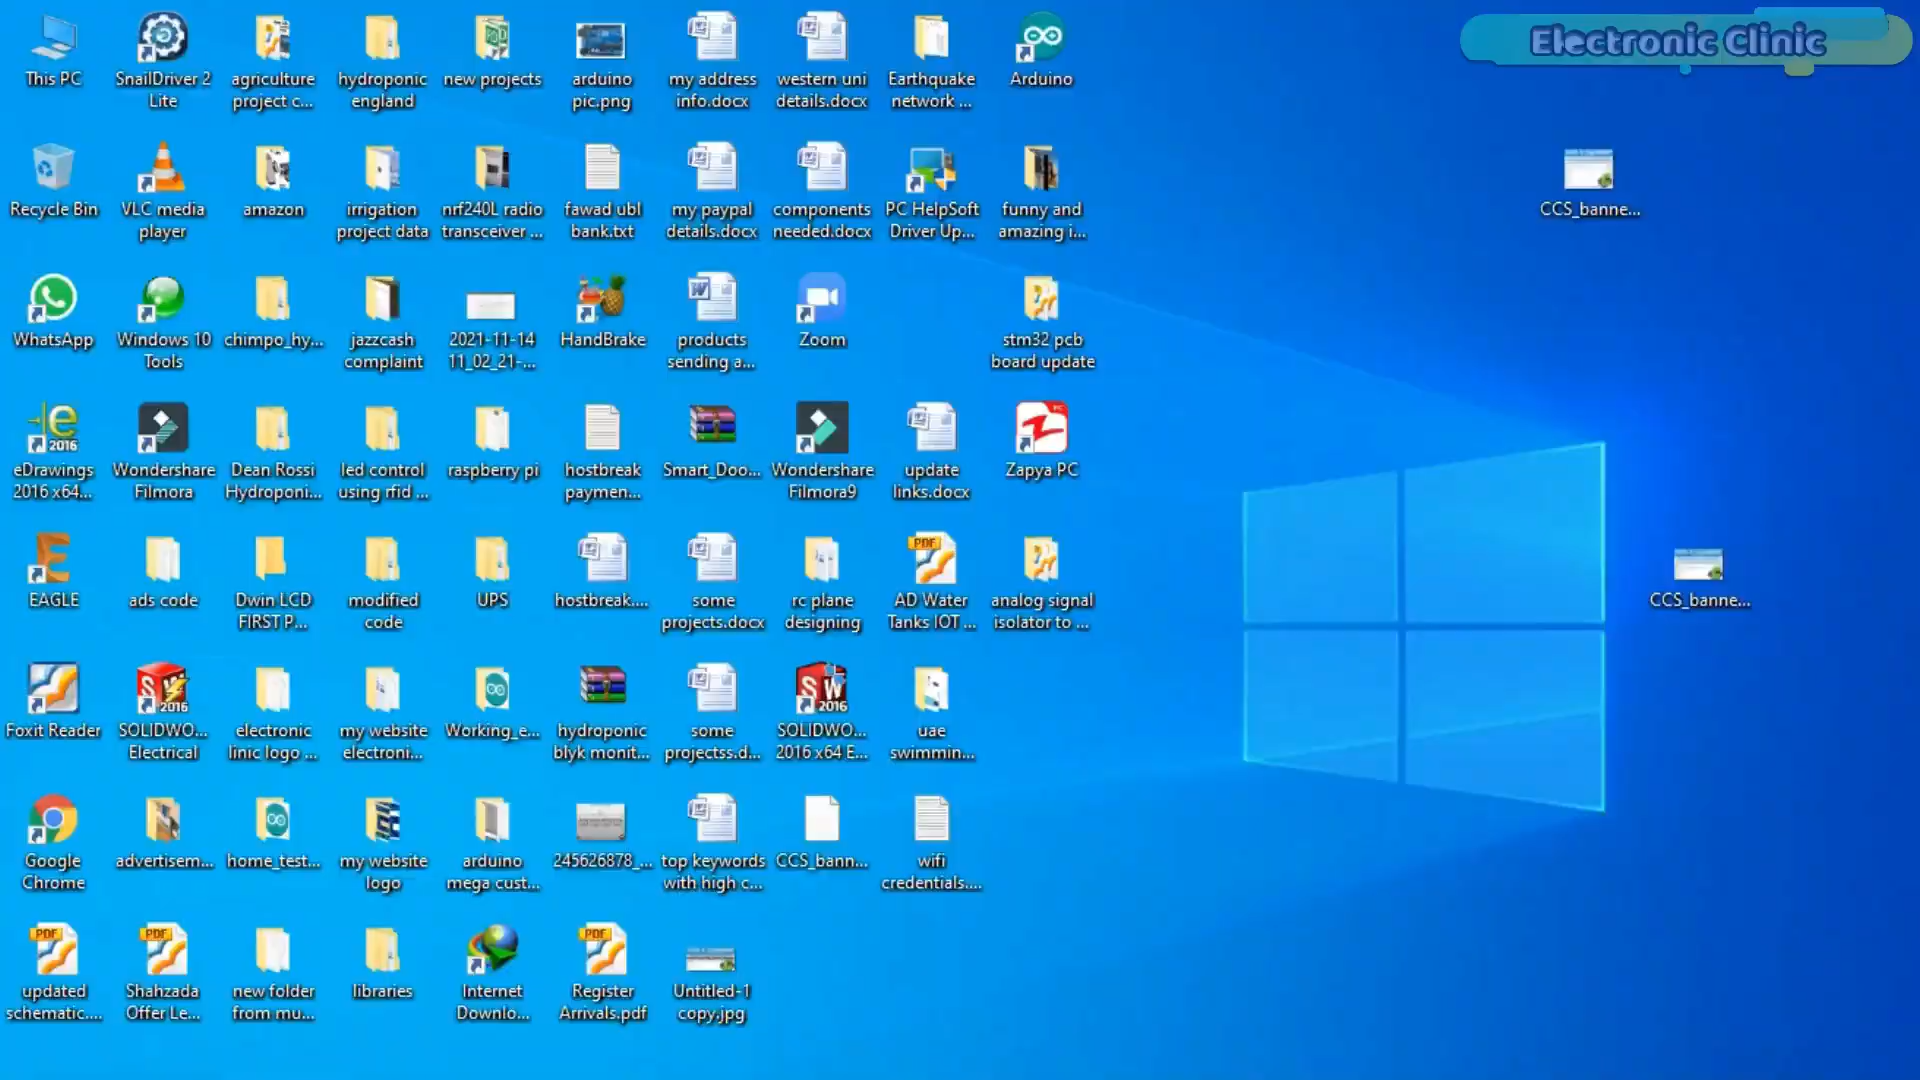 Electronic Clinic
This PC
SnailDriver 2
Lite
agriculture
project c...
hydroponic
england
new projects
arduino
pic.png
my address
info.docx
western uni
details.docx
Earthquake
network ...
Arduino
Recycle Bin
VLC media
player
amazon
irrigation
project data
nrf240L radio
transceiver ...
fawad ubl
bank.txt
my paypal
details.docx
components
needed.docx
PC HelpSoft
Driver Up...
funny and
amazing i...
CCS_banne...
WhatsApp
Windows 10
Tools
chimpo_hy...
jazzcash
complaint
2021-11-14
11_02_21-...
HandBrake
products
sending a...
Zoom
stm32 pcb
board update
2016
eDrawings
2016 x64...
Wondershare
Filmora
Dean Rossi
Hydroponi...
led control
using rfid ...
raspberry pi
hostbreak
paymen...
Smart_Doo...
Wondershare
Filmora9
update
links.docx
Zapya PC
EAGLE
ads code
Dwin LCD
FIRST P...
modified
code
UPS
hostbreak....
some
projects.docx
rc plane
designing
PDF
AD Water
Tanks IOT ...
analog signal
isolator to ...
CCS_banne...
Foxit Reader
2016
SOLIDWO...
Electrical
electronic
linic logo ...
my website
electroni...
Working_e...
hydroponic
blyk monit...
some
projectss.d...
SW
2016
SOLIDWO...
2016 x64 E...
uae
swimmin...
Google
Chrome
advertisem...
home_test...
my website
logo
arduino
mega cust...
245626878_...
top keywords
with high c...
CCS_bann...
wifi
credentials....
PDF
updated
schematic....
PDF
Shahzada
Offer Le...
new folder
from mu...
libraries
Internet
Downlo...
PDF
Register
Arrivals.pdf
Untitled-1
copy.jpg